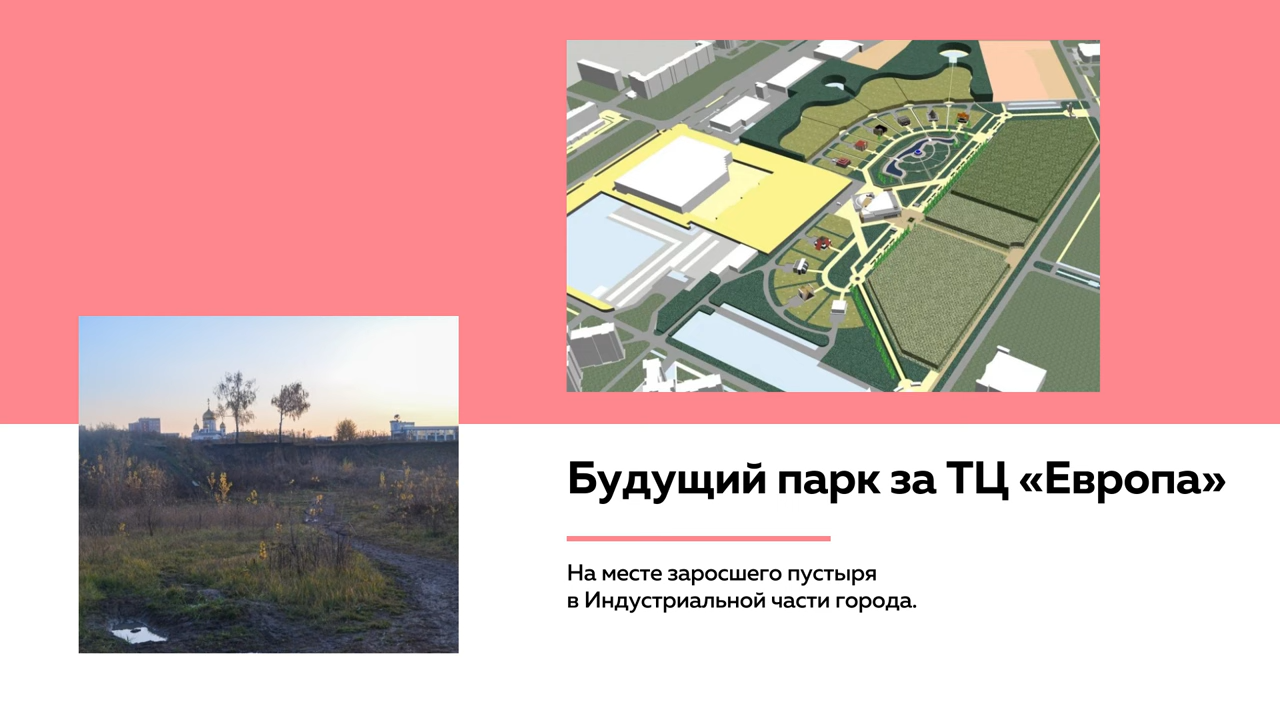 Будущий парк за ТЦ «Европа»
На месте заросшего пустыря
в Индустриальной части города.